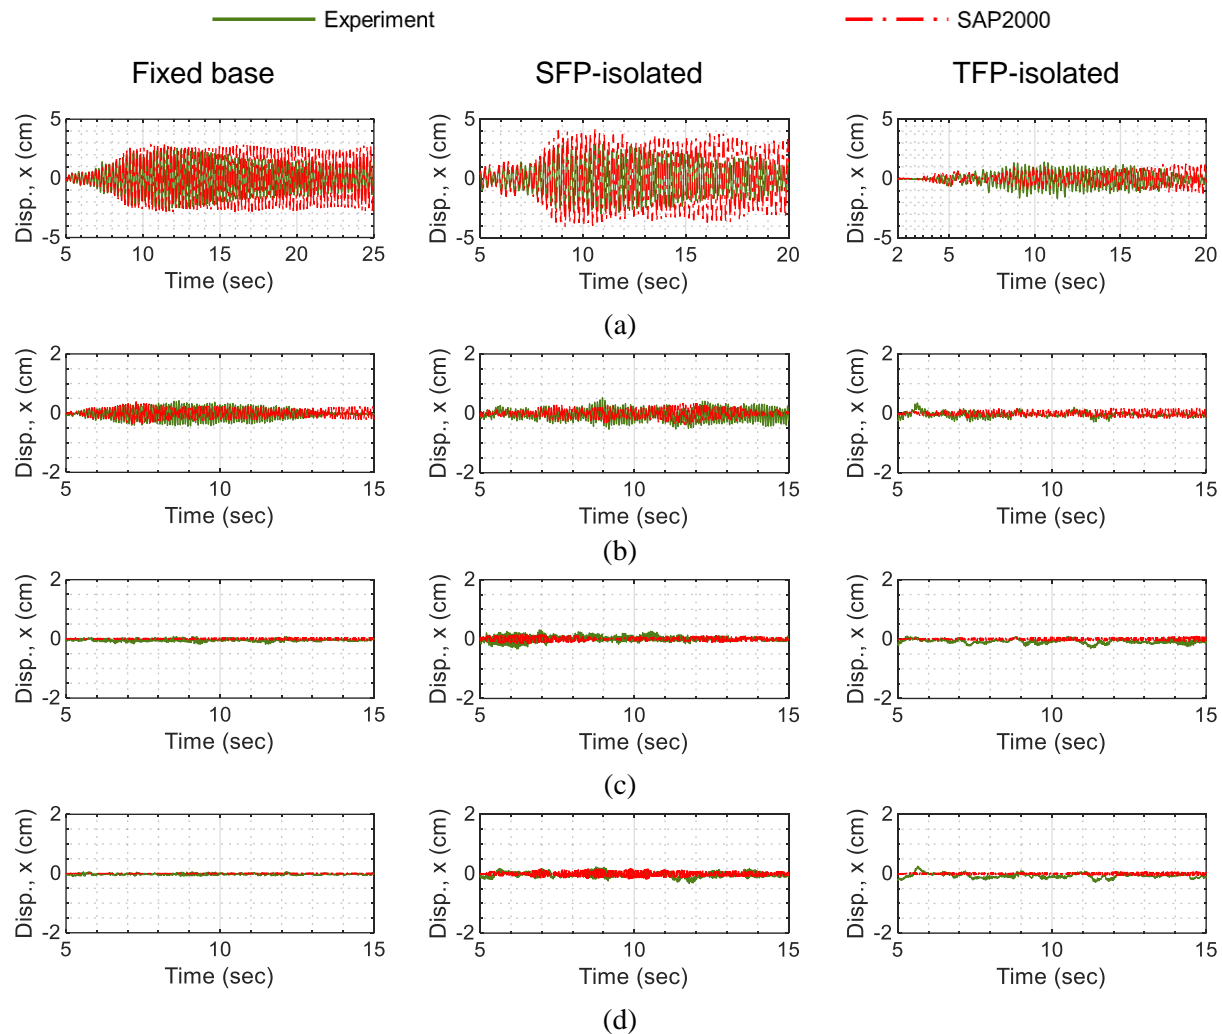 Experiment SAP2000
Fixed base SFP-isolated TFP-isolated
Disp., x (cm) 5 0 -5 5 10 15 20 25 Time (sec)
Disp., x (cm) 5 0 -5 5 10 15 20 Time (sec)
Disp., x (cm) 5 0 -5 2 5 10 15 20 Time (sec)
(a)
Disp., x (cm) 2 0 -2 5 10 15 Time (sec)
Disp., x (cm) 2 0 -2 5 10 15 Time (sec)
Disp., x (cm) 2 0 -2 5 10 15 Time (sec)
(b)
Disp., x (cm) 2 0 -2 5 10 15 Time (sec)
Disp., x (cm) 2 0 -2 5 10 15 Time (sec)
Disp., x (cm) 2 0 -2 5 10 15 Time (sec)
(c)
Disp., x (cm) 2 0 -2 5 10 15 Time (sec)
Disp., x (cm) 2 0 -2 5 10 15 Time (sec)
Disp., x (cm) 2 0 -2 5 10 15 Time (sec)
(d)